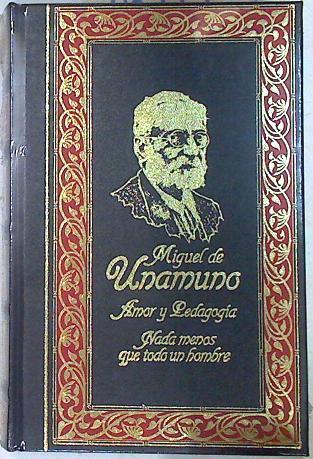 Miguel de
Unamuno
Amor y Pedagogía
Nada menos
que todo un hombre